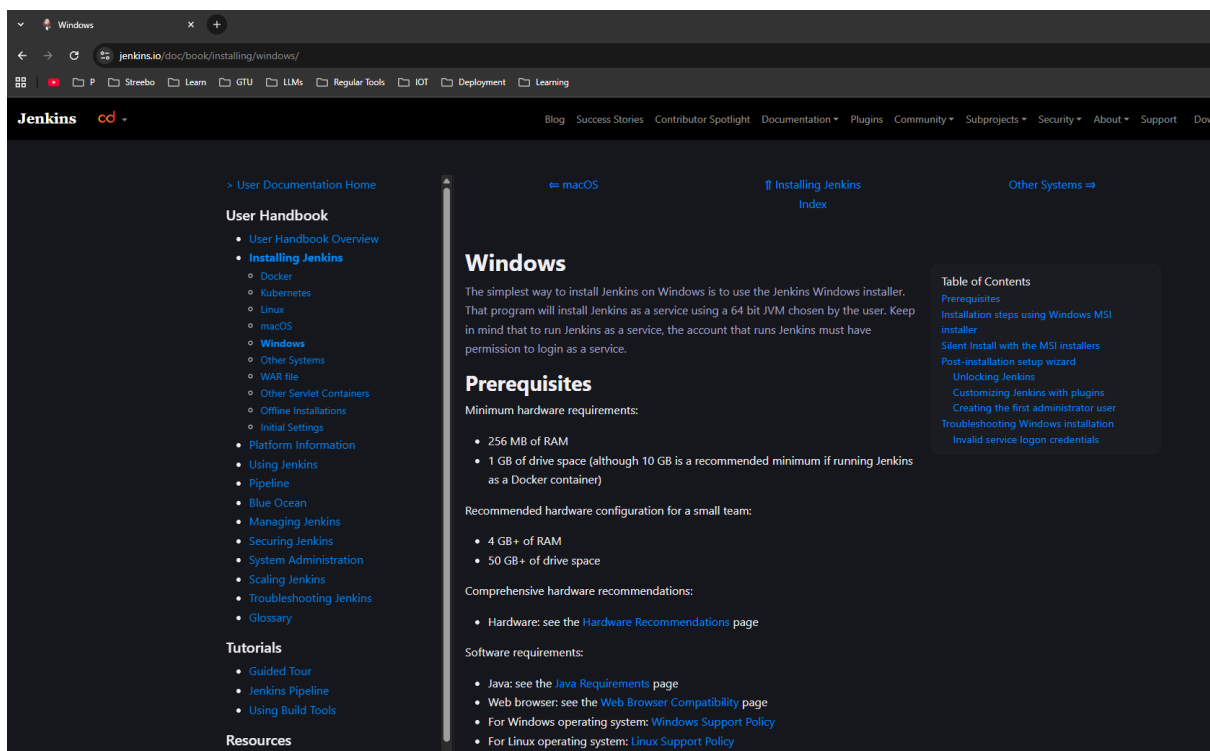 Windows
jenkins.io/doc/book/installing/windows/
P Streebo Learn GTU LLMs Regular Tools IOT Deployment Learning
Jenkins cd
Blog Success Stories Contributor Spotlight Documentation Plugins Community Subprojects Security About Support
> User Documentation Home
User Handbook
User Handbook Overview
Installing Jenkins
Docker
Kubernetes
Linux
macOS
Windows
Other Systems
WAR file
Other Servlet Containers
Offline Installations
Initial Settings
Platform Information
Using Jenkins
Pipeline
Blue Ocean
Managing Jenkins
Securing Jenkins
System Administration
Scaling Jenkins
Troubleshooting Jenkins
Glossary
Tutorials
Guided Tour
Jenkins Pipeline
Using Build Tools
Resources
⇐ macOS
⇑ Installing Jenkins
Index
Other Systems ⇒
Windows
The simplest way to install Jenkins on Windows is to use the Jenkins Windows installer.
That program will install Jenkins as a service using a 64 bit JVM chosen by the user. Keep
in mind that to run Jenkins as a service, the account that runs Jenkins must have
permission to login as a service.
Prerequisites
Minimum hardware requirements:
256 MB of RAM
1 GB of drive space (although 10 GB is a recommended minimum if running Jenkins
as a Docker container)
Recommended hardware configuration for a small team:
4 GB+ of RAM
50 GB+ of drive space
Comprehensive hardware recommendations:
Hardware: see the Hardware Recommendations page
Software requirements:
Java: see the Java Requirements page
Web browser: see the Web Browser Compatibility page
For Windows operating system: Windows Support Policy
For Linux operating system: Linux Support Policy
Table of Contents
Prerequisites
Installation steps using Windows MSI
installer
Silent Install with the MSI installers
Post-installation setup wizard
Unlocking Jenkins
Customizing Jenkins with plugins
Creating the first administrator user
Troubleshooting Windows installation
Invalid service logon credentials